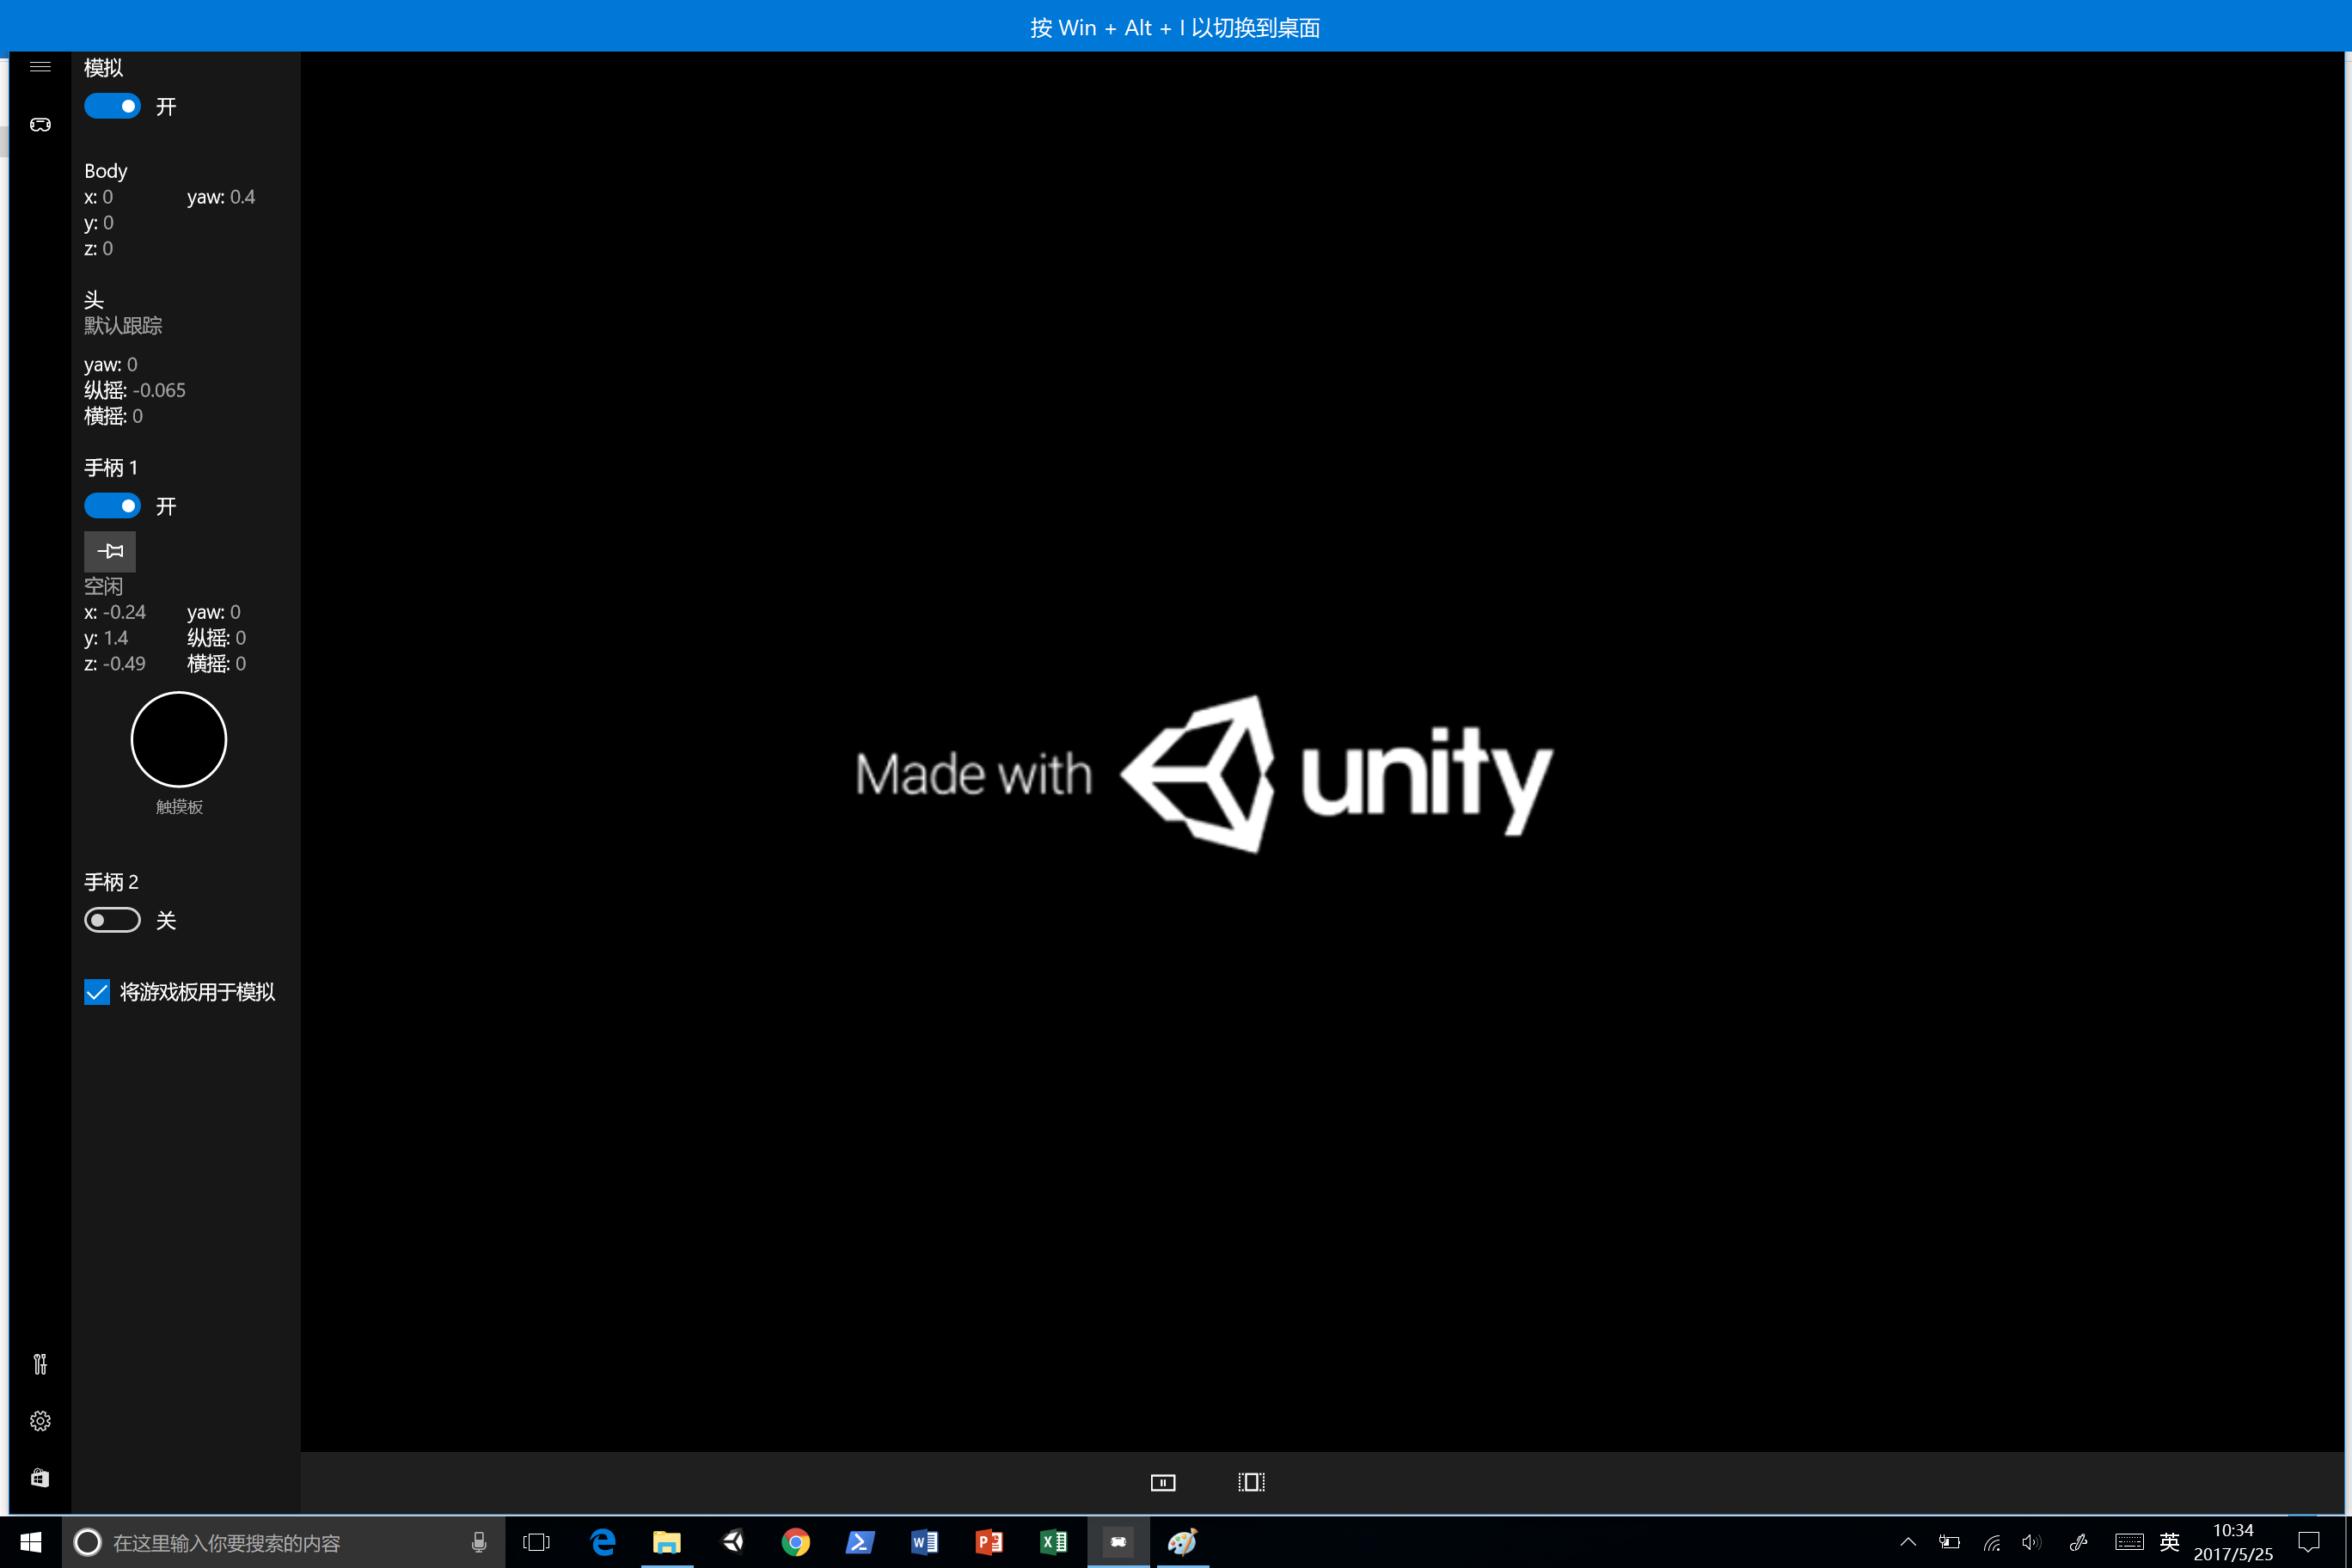 按 Win + Alt + I 以切换到桌面
模拟
开
Body
x: 0 yaw: 0.4
y: 0
z: 0
头
默认跟踪
yaw: 0
纵摇: -0.065
横摇: 0
手柄 1
开
空闲
x: -0.24 yaw: 0
y: 1.4 纵摇: 0
z: -0.49 横摇: 0
触摸板
手柄 2
关
将游戏板用于模拟
Made with unity
在这里输入你要搜索的内容
英
10:34
2017/5/25